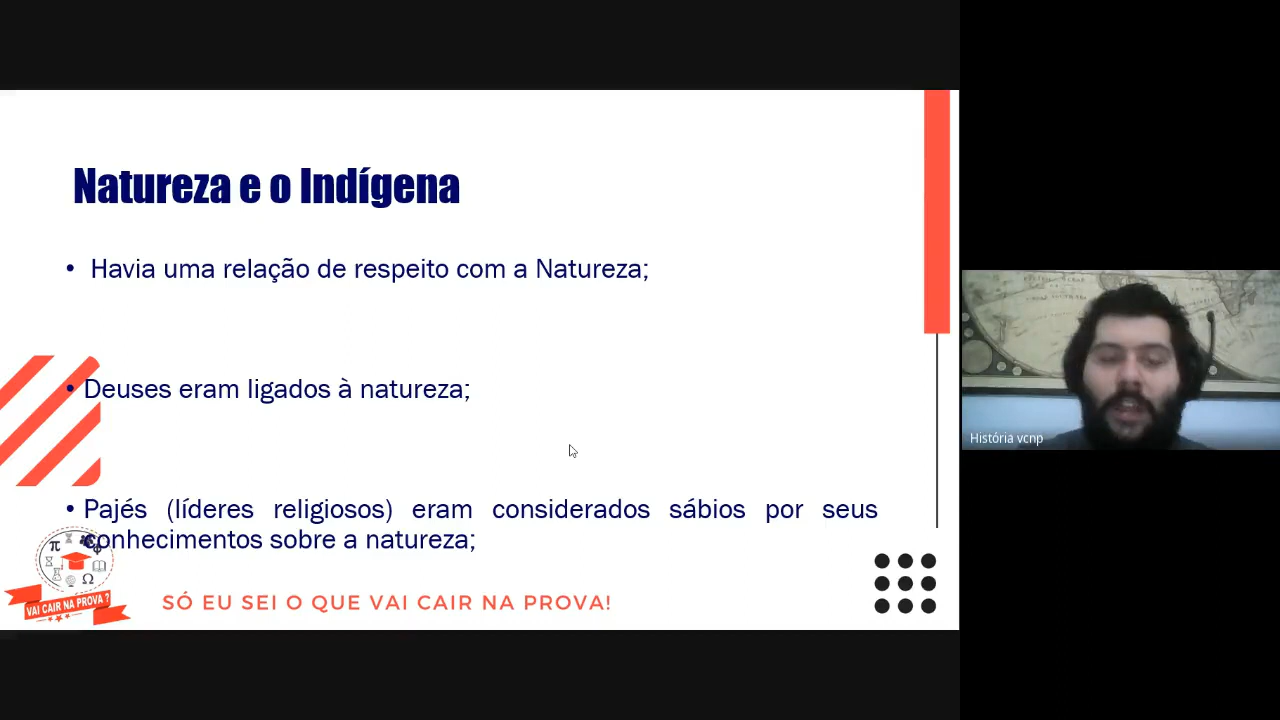 Natureza e o Indígena
• Havia uma relação de respeito com a Natureza;
• Deuses eram ligados à natureza;
• Pajés (líderes religiosos) eram considerados sábios por seus
conhecimentos sobre a natureza;
π
Ω
VAI CAIR NA PROVA ?
SÓ EU SEI O QUE VAI CAIR NA PROVA!
História vcnp